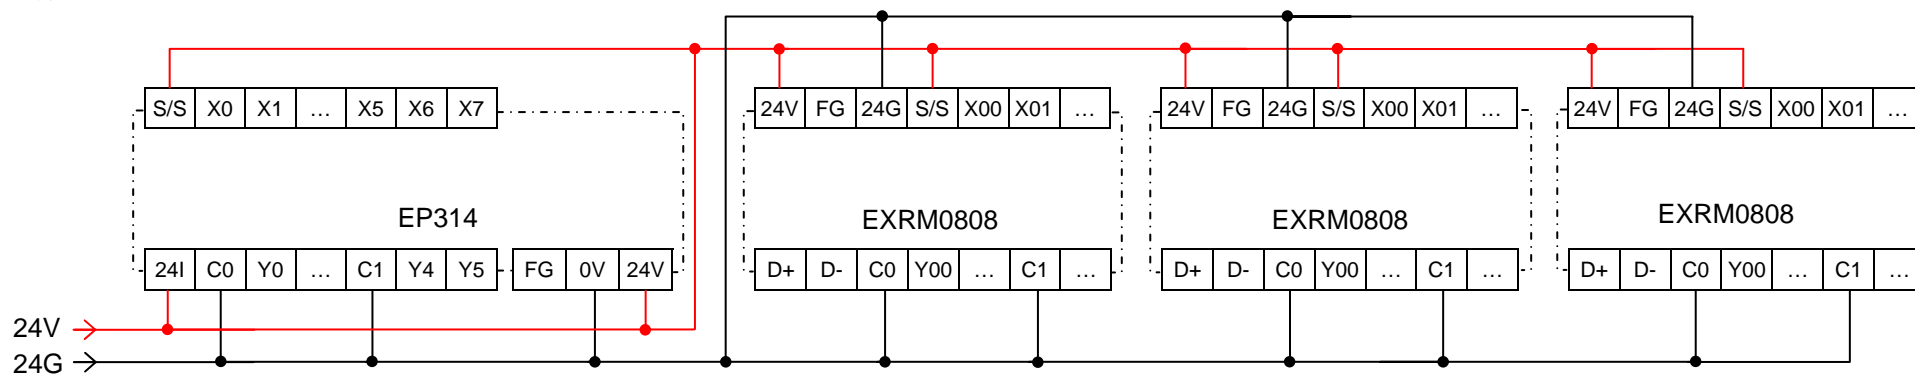 S/S X0 X1 … X5 X6 X7 24V FG 24G S/S X00 X01 … 24V FG 24G S/S X00 X01 … 24V FG 24G S/S X00 X01 …
EP314 EXRM0808 EXRM0808 EXRM0808
24I C0 Y0 … C1 Y4 Y5 FG 0V 24V D+ D- C0 Y00 … C1 … D+ D- C0 Y00 … C1 … D+ D- C0 Y00 … C1 …
24V
24G